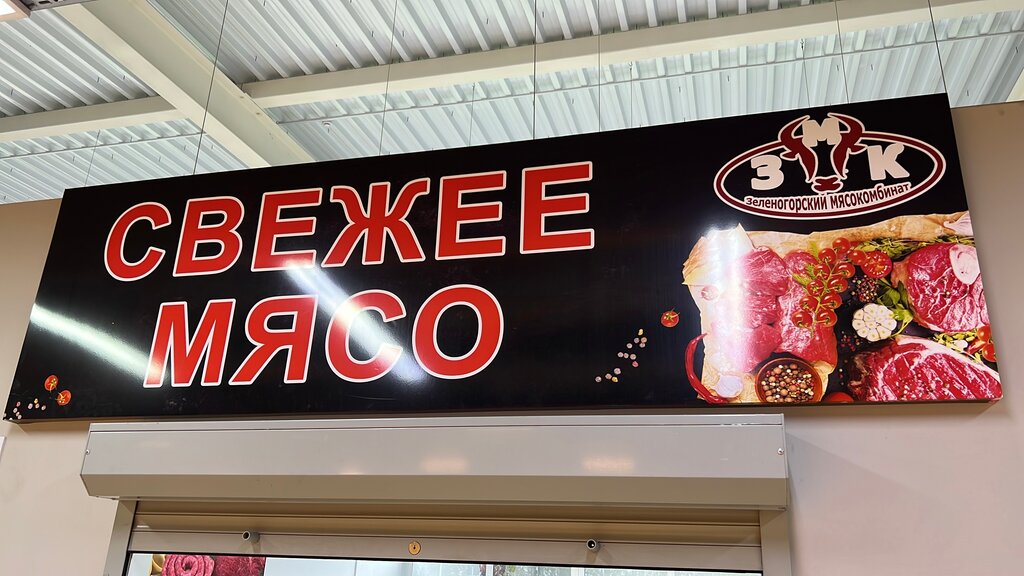 СВЕЖЕЕ
МЯСО
ЗМК
зеленогорский мясокомбинат